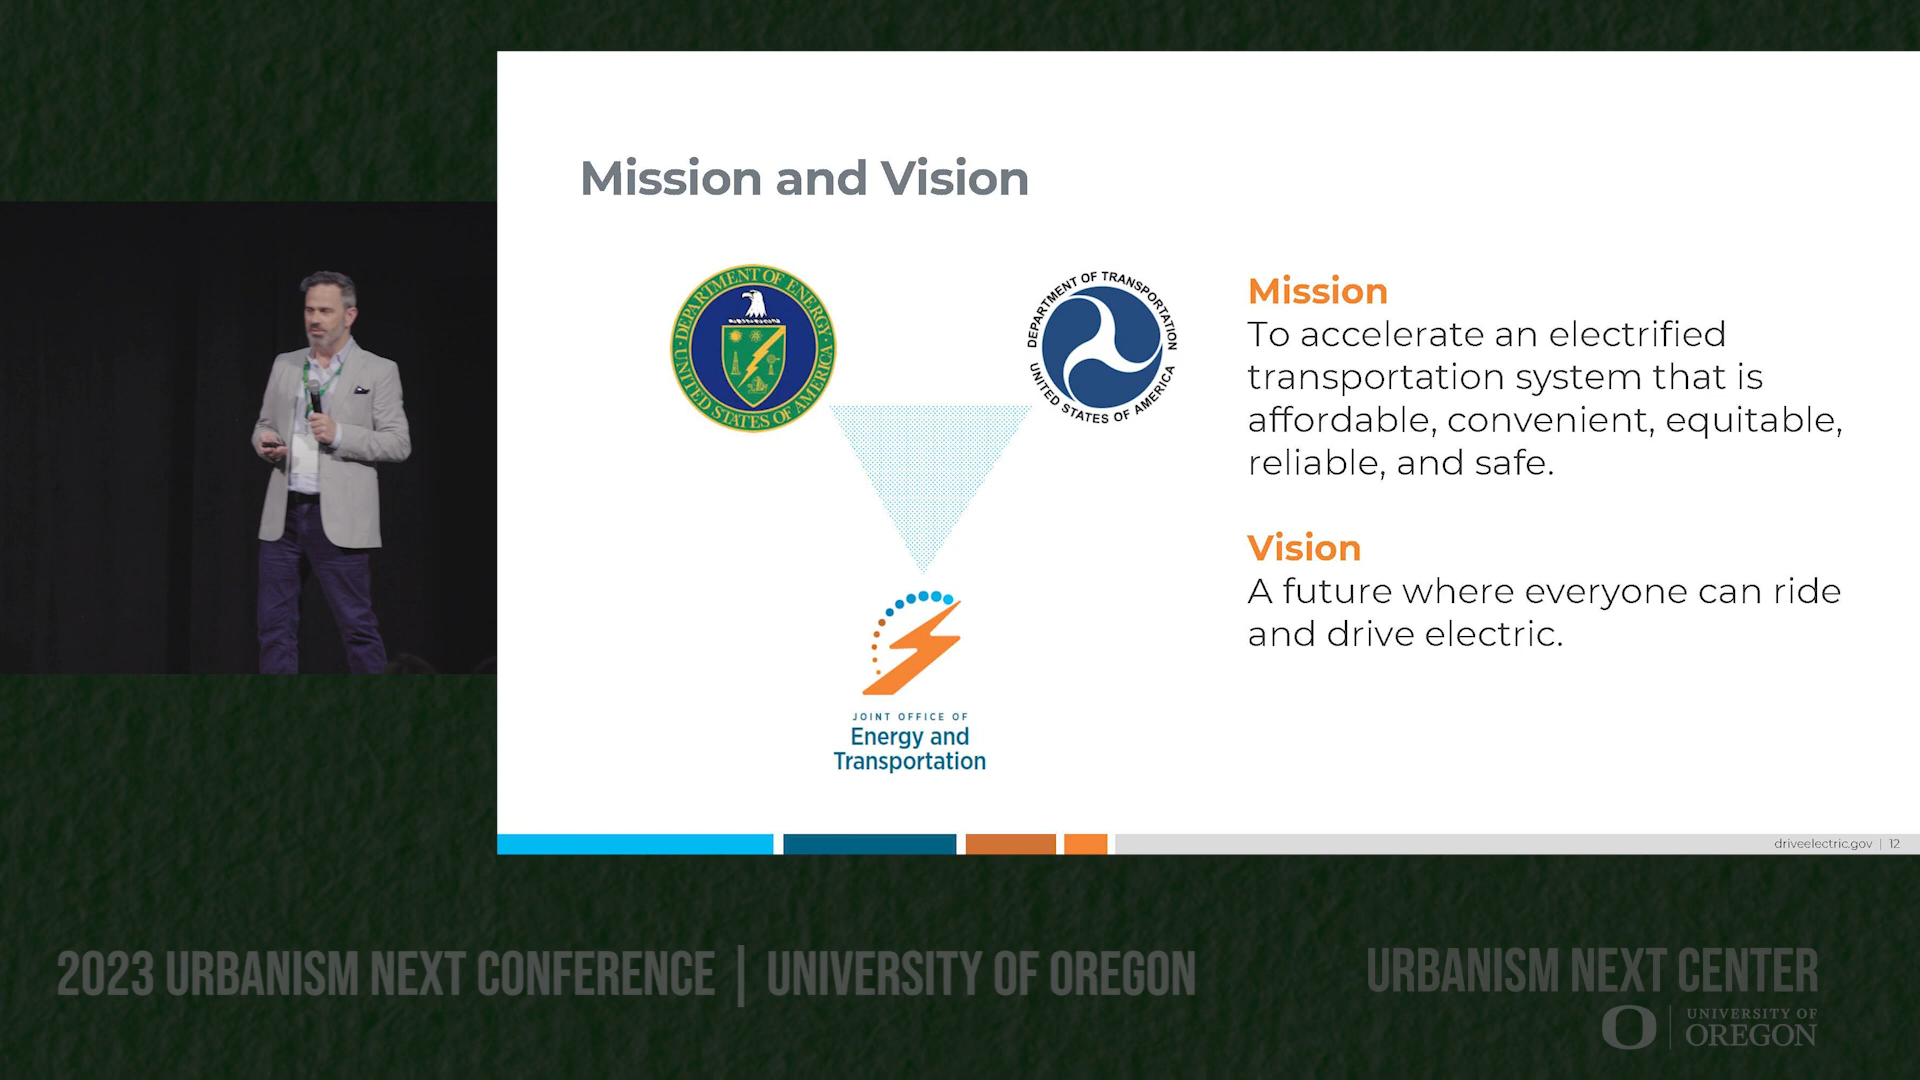 Mission and Vision
DEPARTMENT OF ENERGY
UNITED STATES OF AMERICA
DEPARTMENT OF TRANSPORTATION
UNITED STATES OF AMERICA
JOINT OFFICE OF
Energy and
Transportation
Mission
To accelerate an electrified
transportation system that is
affordable, convenient, equitable,
reliable, and safe.
Vision
A future where everyone can ride
and drive electric.
driveelectric.gov | 12
2023 URBANISM NEXT CONFERENCE | UNIVERSITY OF OREGON
URBANISM NEXT CENTER
O | UNIVERSITY OF
OREGON